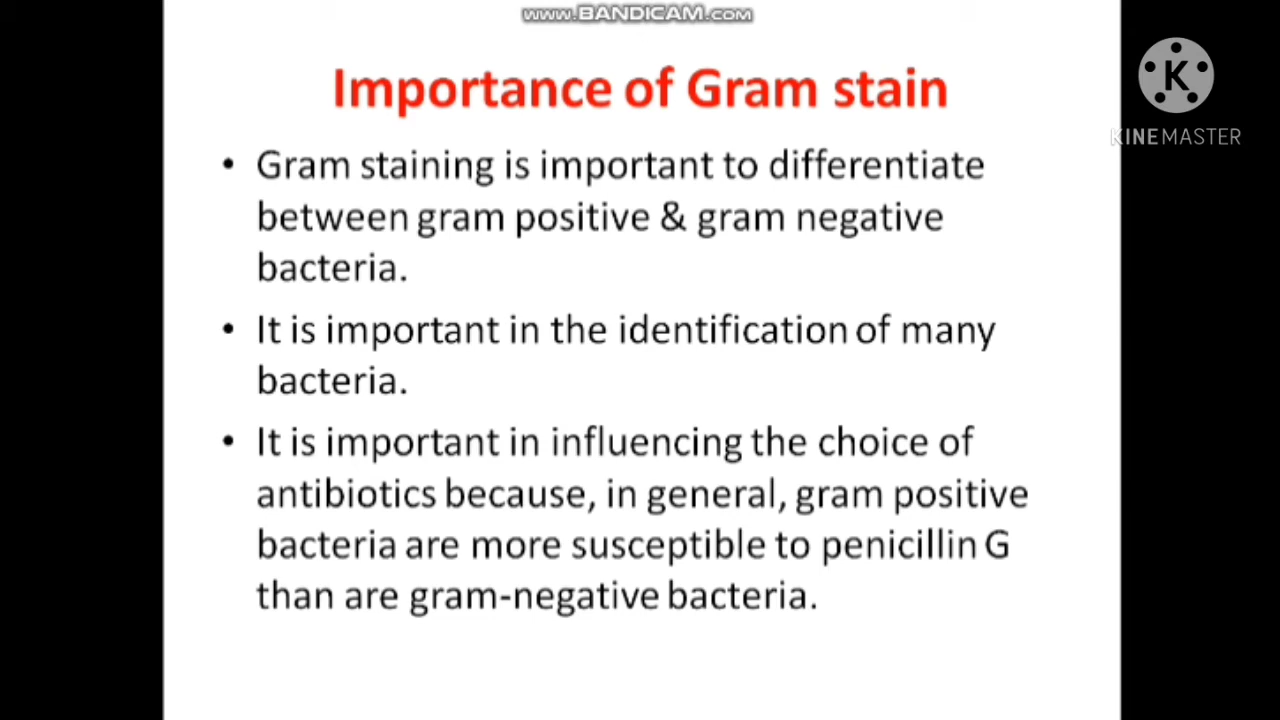 www.BANDICAM.com
Importance of Gram stain
K
KINEMASTER
• Gram staining is important to differentiate
between gram positive & gram negative
bacteria.
• It is important in the identification of many
bacteria.
• It is important in influencing the choice of
antibiotics because, in general, gram positive
bacteria are more susceptible to penicillin G
than are gram-negative bacteria.